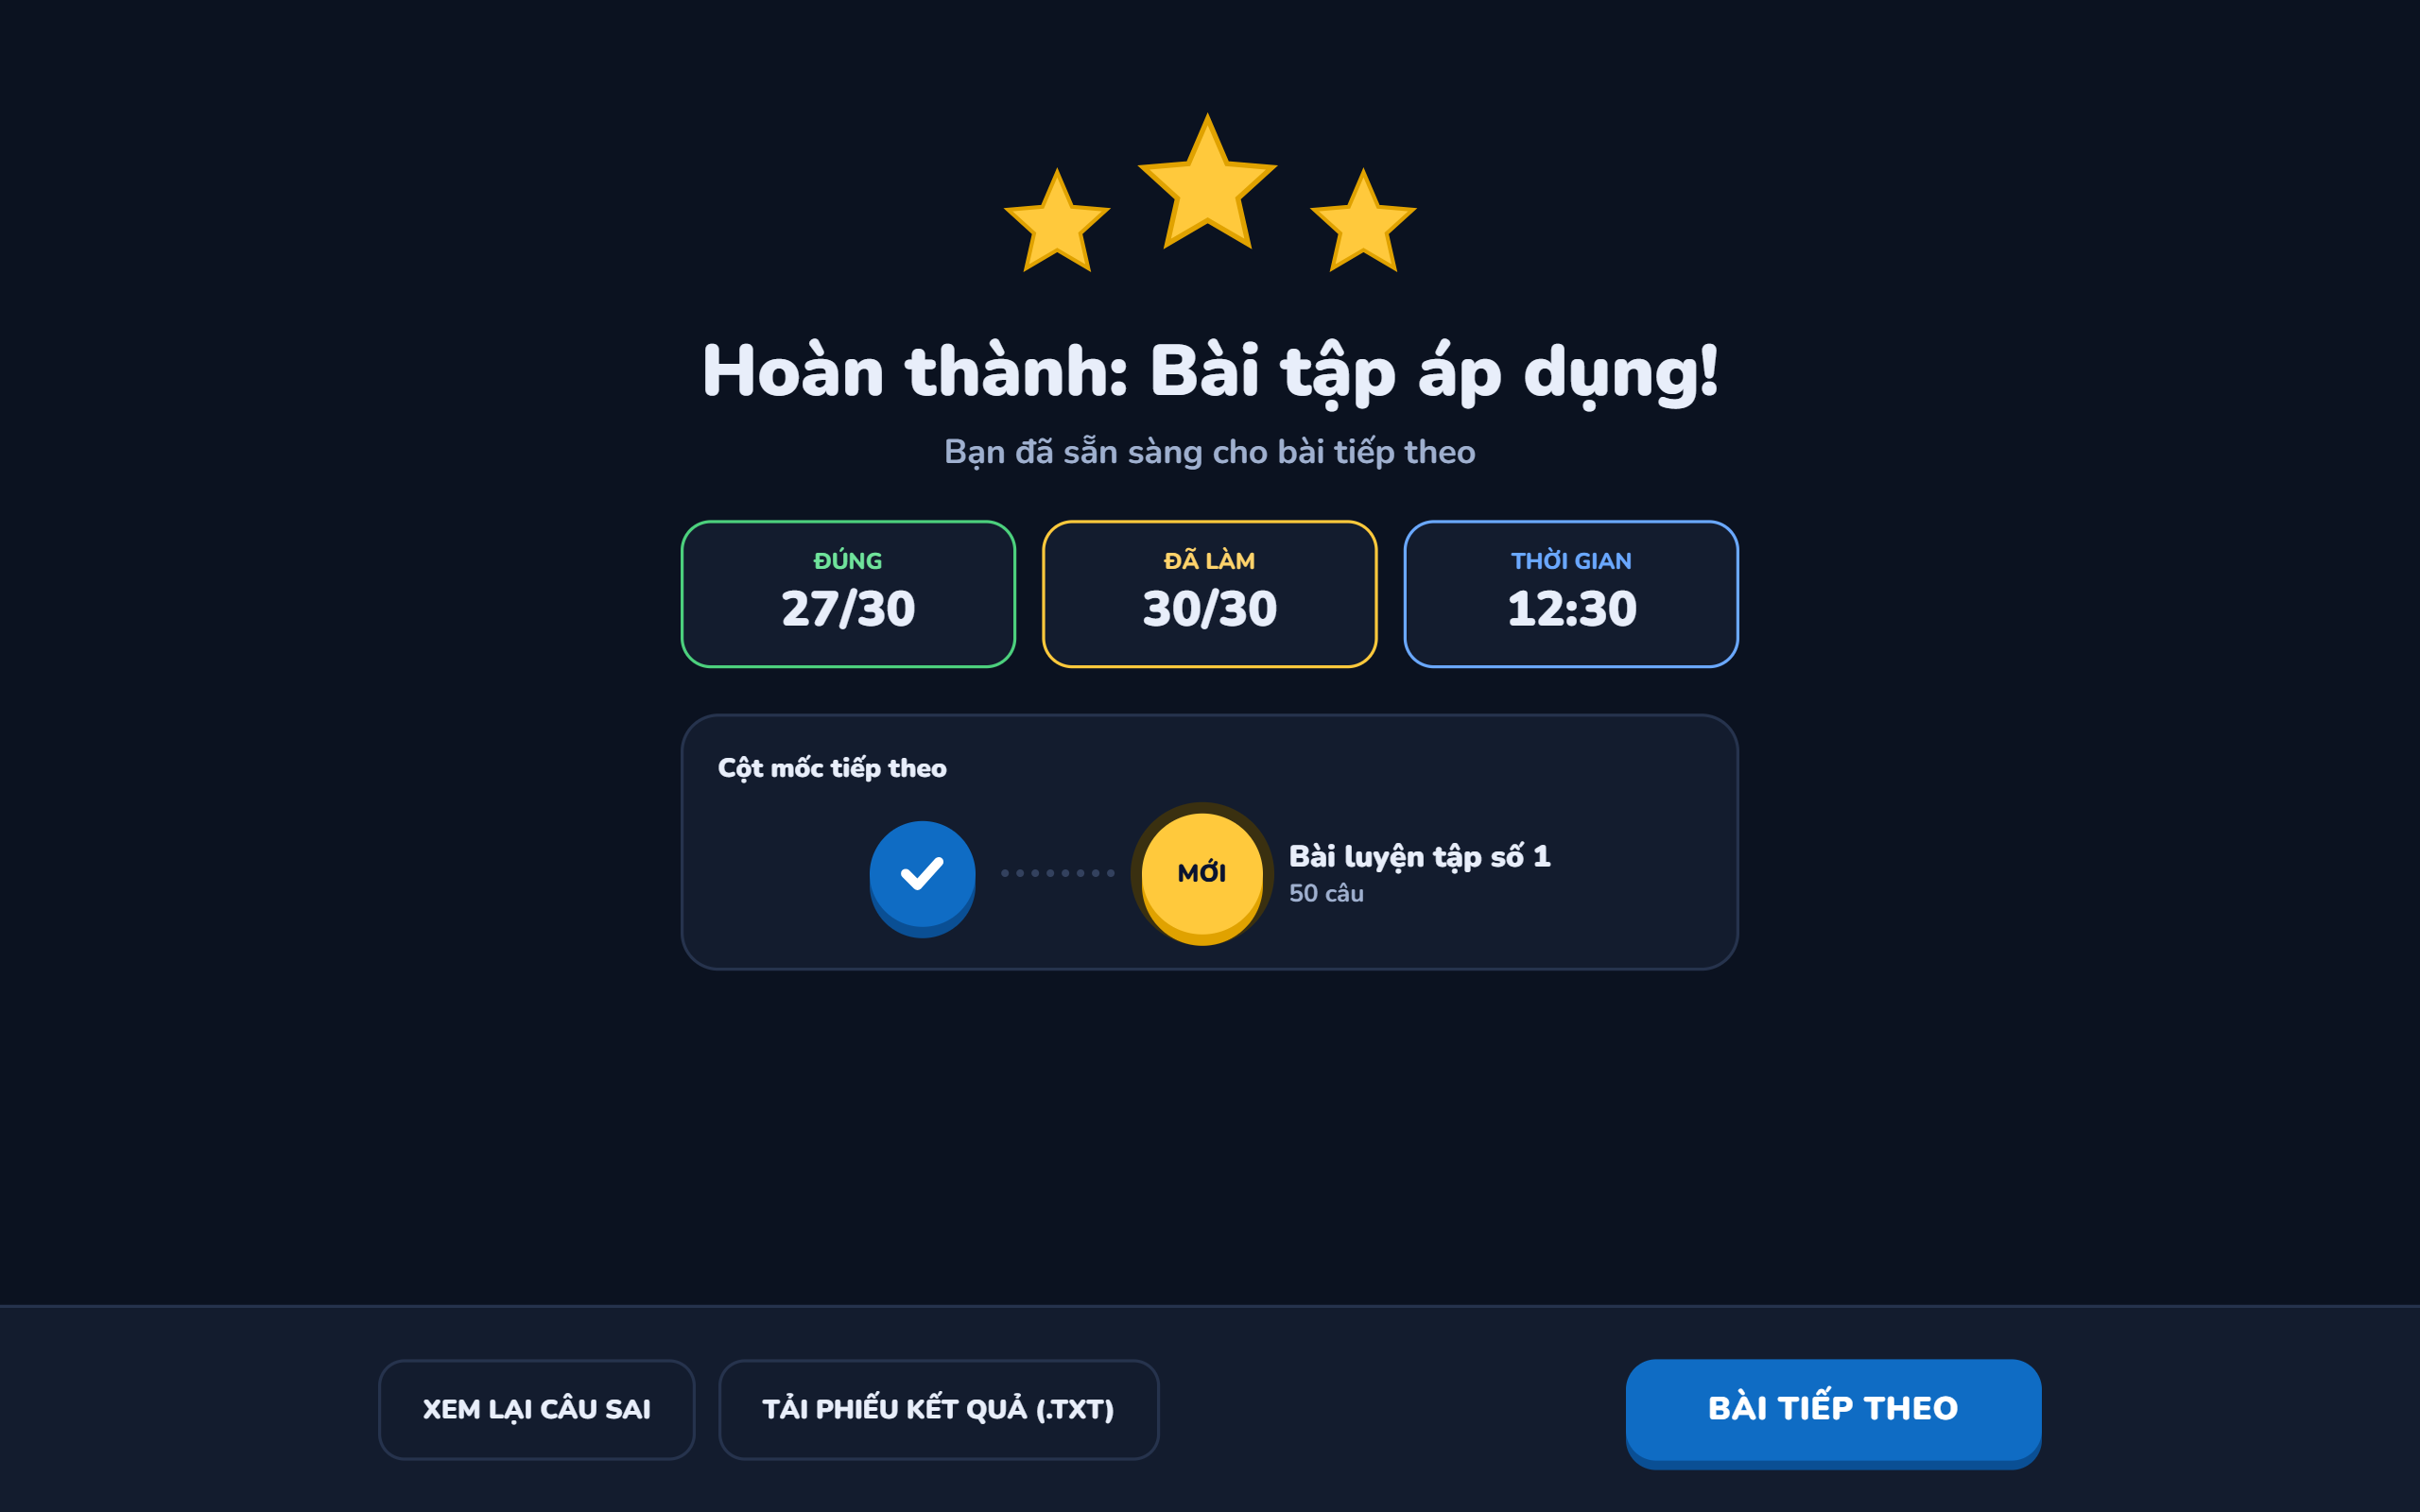 Hoàn thành: Bài tập áp dụng!
Bạn đã sẵn sàng cho bài tiếp theo
ĐÚNG
27/30
ĐÃ LÀM
30/30
THỜI GIAN
12:30
Cột mốc tiếp theo
MỚI
Bài luyện tập số 1
50 câu
XEM LẠI CÂU SAI
TẢI PHIẾU KẾT QUẢ (.TXT)
BÀI TIẾP THEO